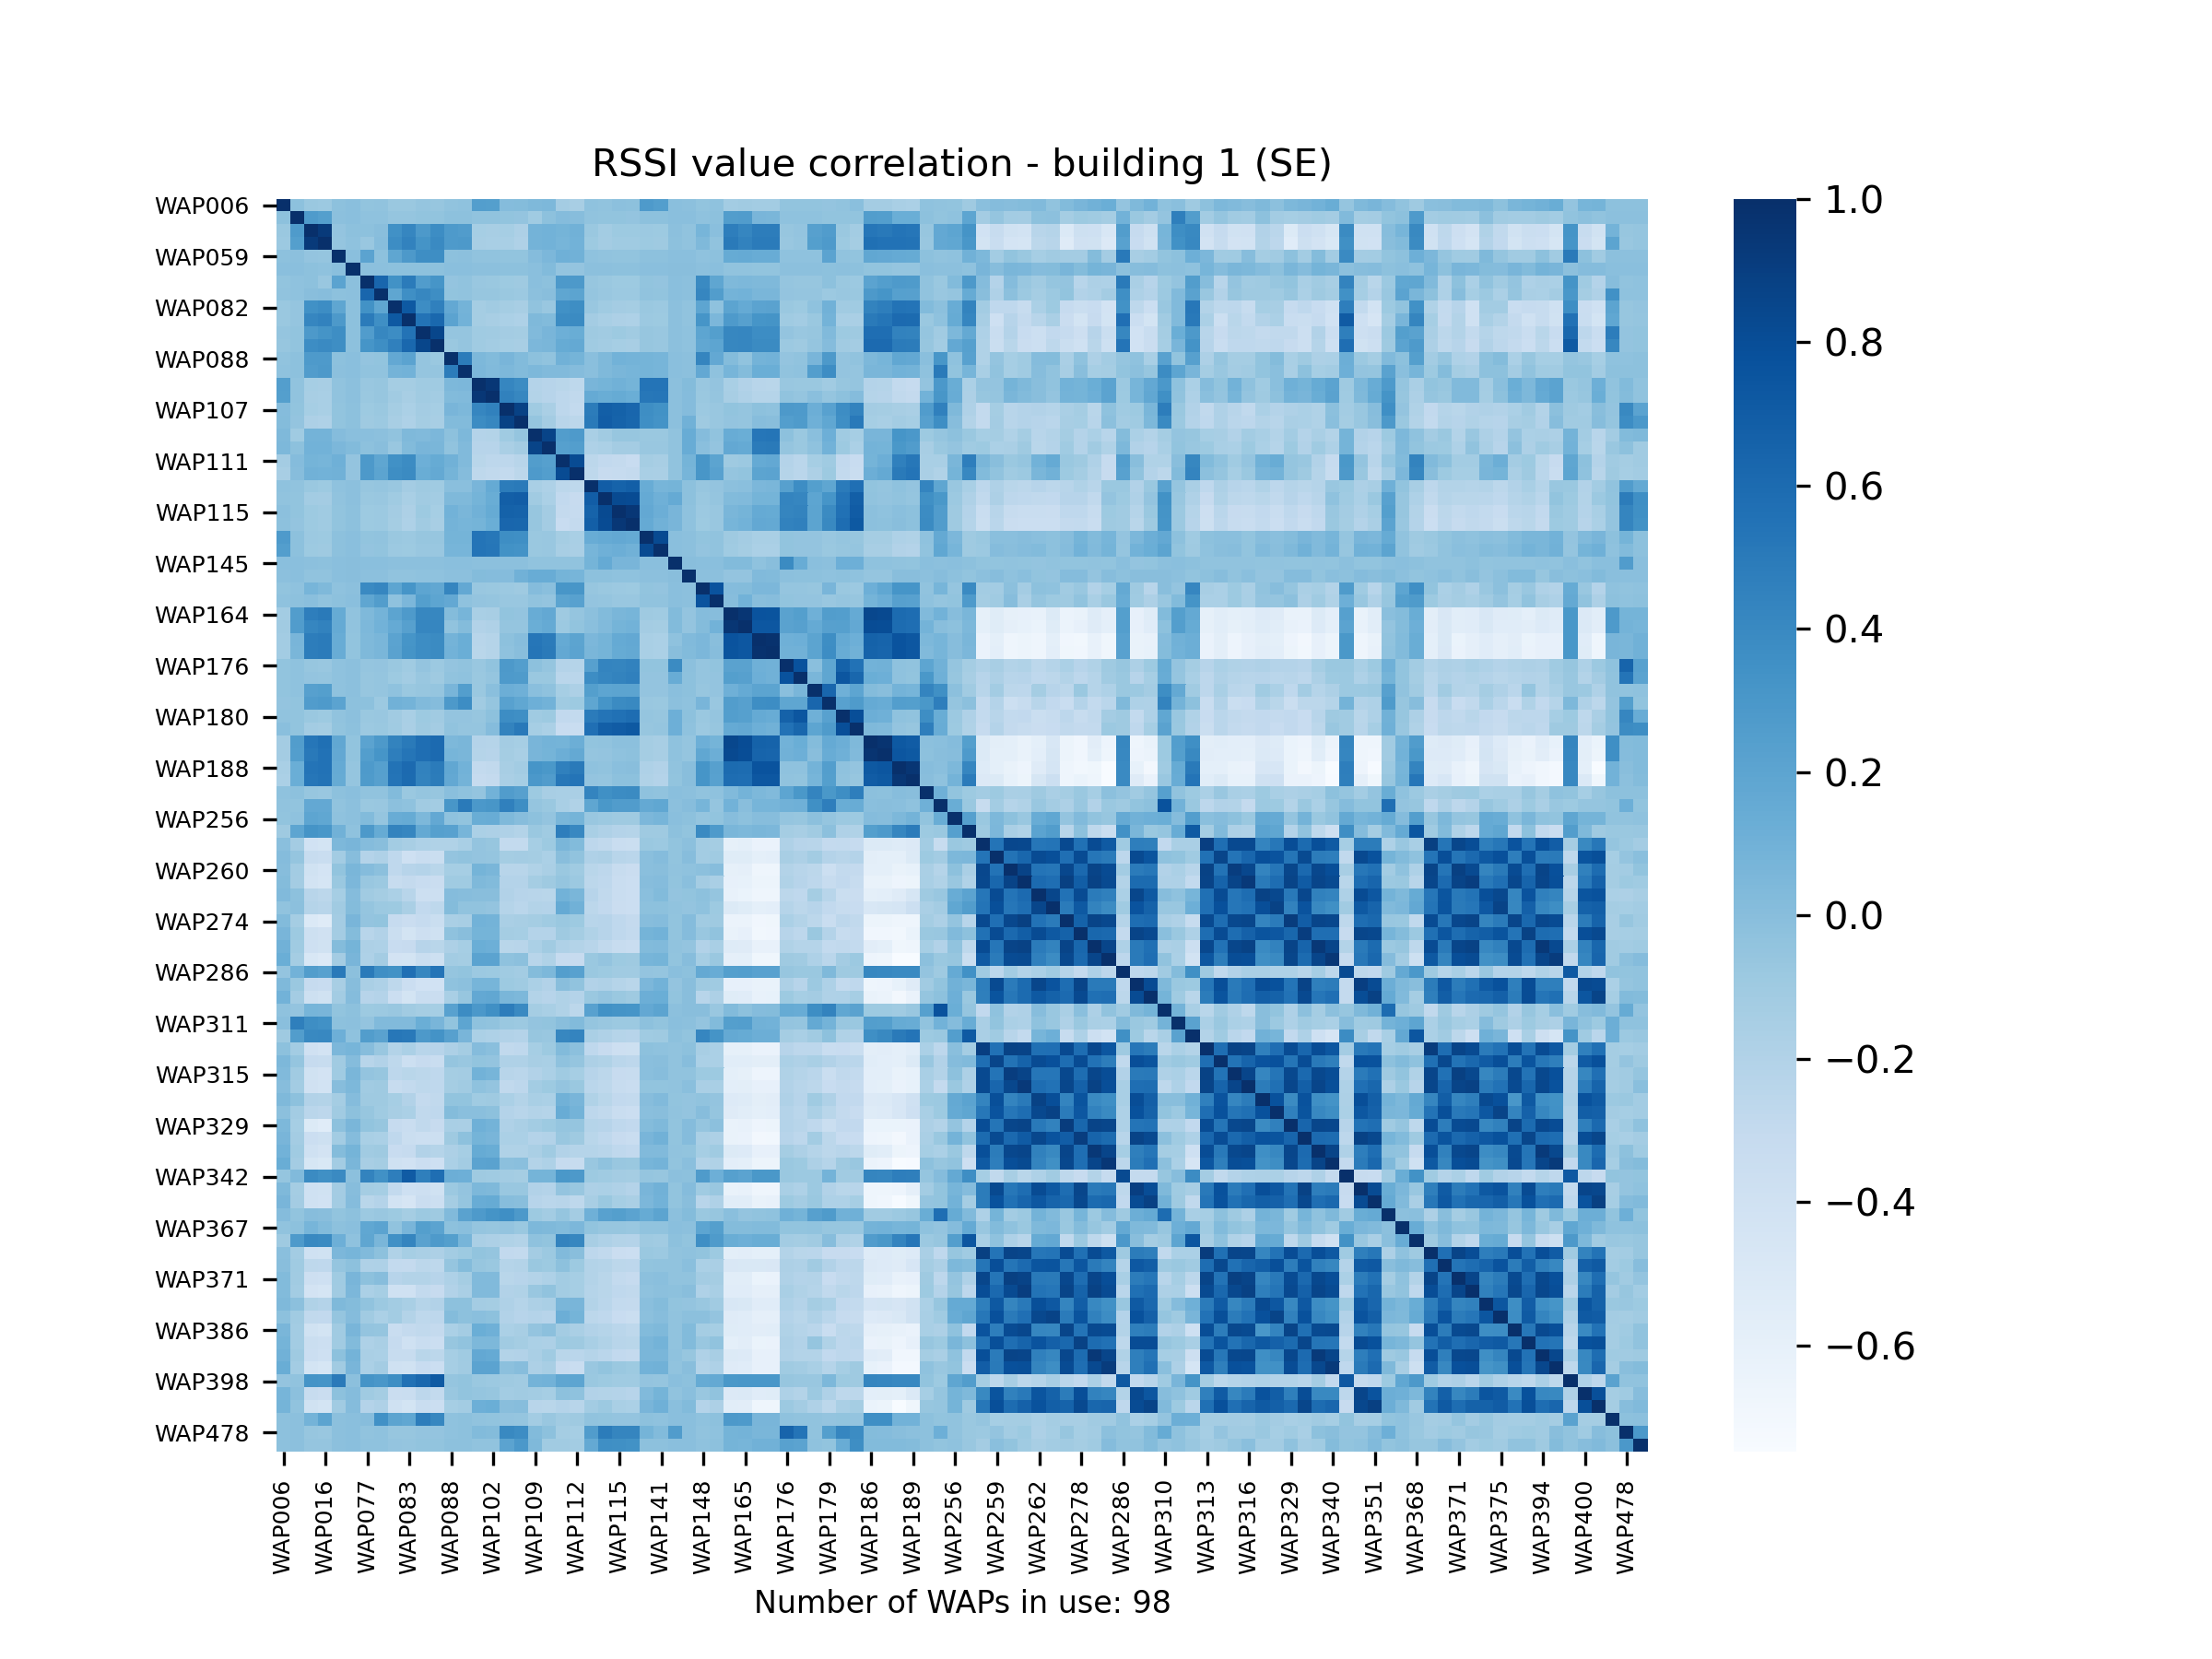 RSSI value correlation - building 1 (SE)
WAP006
WAP059
WAP082
WAP088
WAP107
WAP111
WAP115
WAP145
WAP164
WAP176
WAP180
WAP188
WAP256
WAP260
WAP274
WAP286
WAP311
WAP315
WAP329
WAP342
WAP367
WAP371
WAP386
WAP398
WAP478
WAP006
WAP016
WAP077
WAP083
WAP088
WAP102
WAP109
WAP112
WAP115
WAP141
WAP148
WAP165
WAP176
WAP179
WAP186
WAP189
WAP256
WAP259
WAP262
WAP278
WAP286
WAP310
WAP313
WAP316
WAP329
WAP340
WAP351
WAP368
WAP371
WAP375
WAP394
WAP400
WAP478
Number of WAPs in use: 98
1.0
0.8
0.6
0.4
0.2
0.0
−0.2
−0.4
−0.6